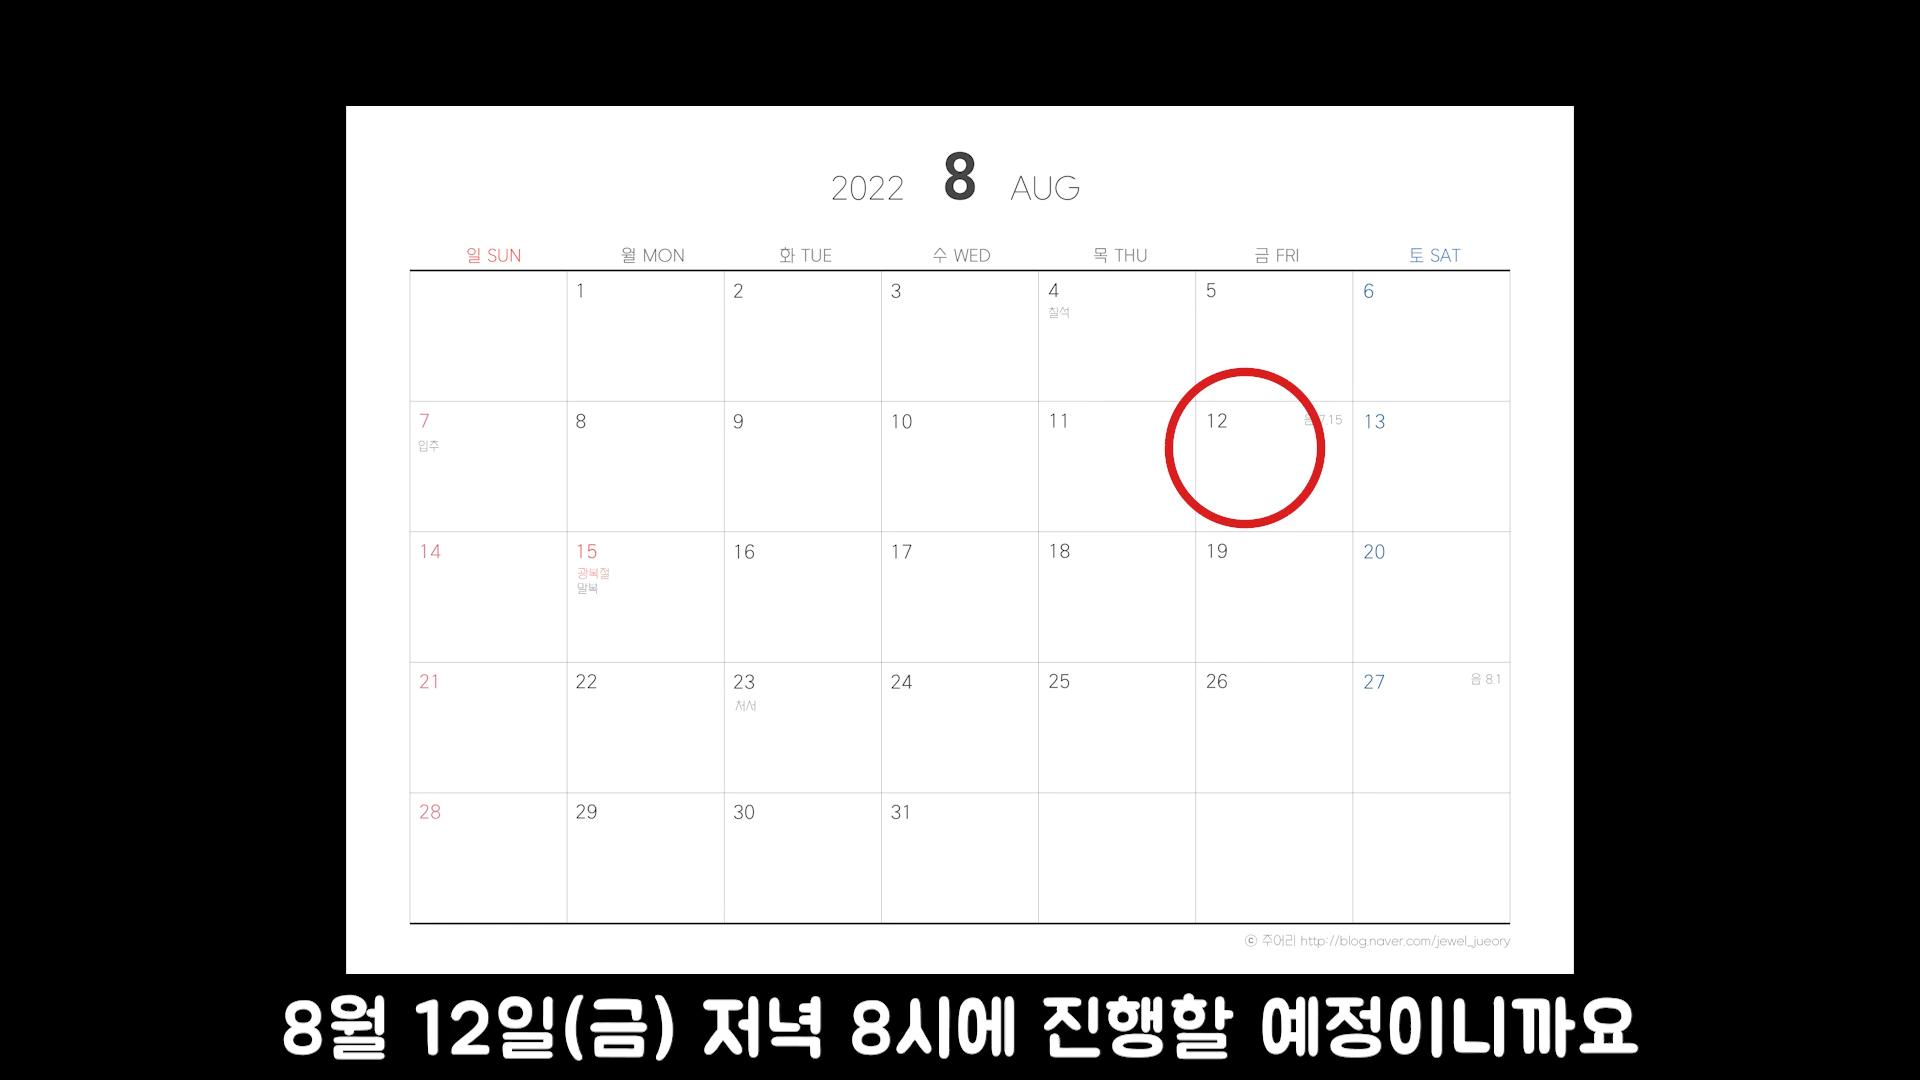 2022 8 AUG
일 SUN 월 MON 화 TUE 수 WED 목 THU 금 FRI 토 SAT
1 2 3 4 5 6
칠석
7 8 9 10 11 12 음 7.15 13
입추
14 15 16 17 18 19 20
광복절
말복
21 22 23 24 25 26 27 음 8.1
처서
28 29 30 31
ⓒ 주어리 http://blog.naver.com/jewel_jueory
8월 12일(금) 저녁 8시에 진행할 예정이니까요